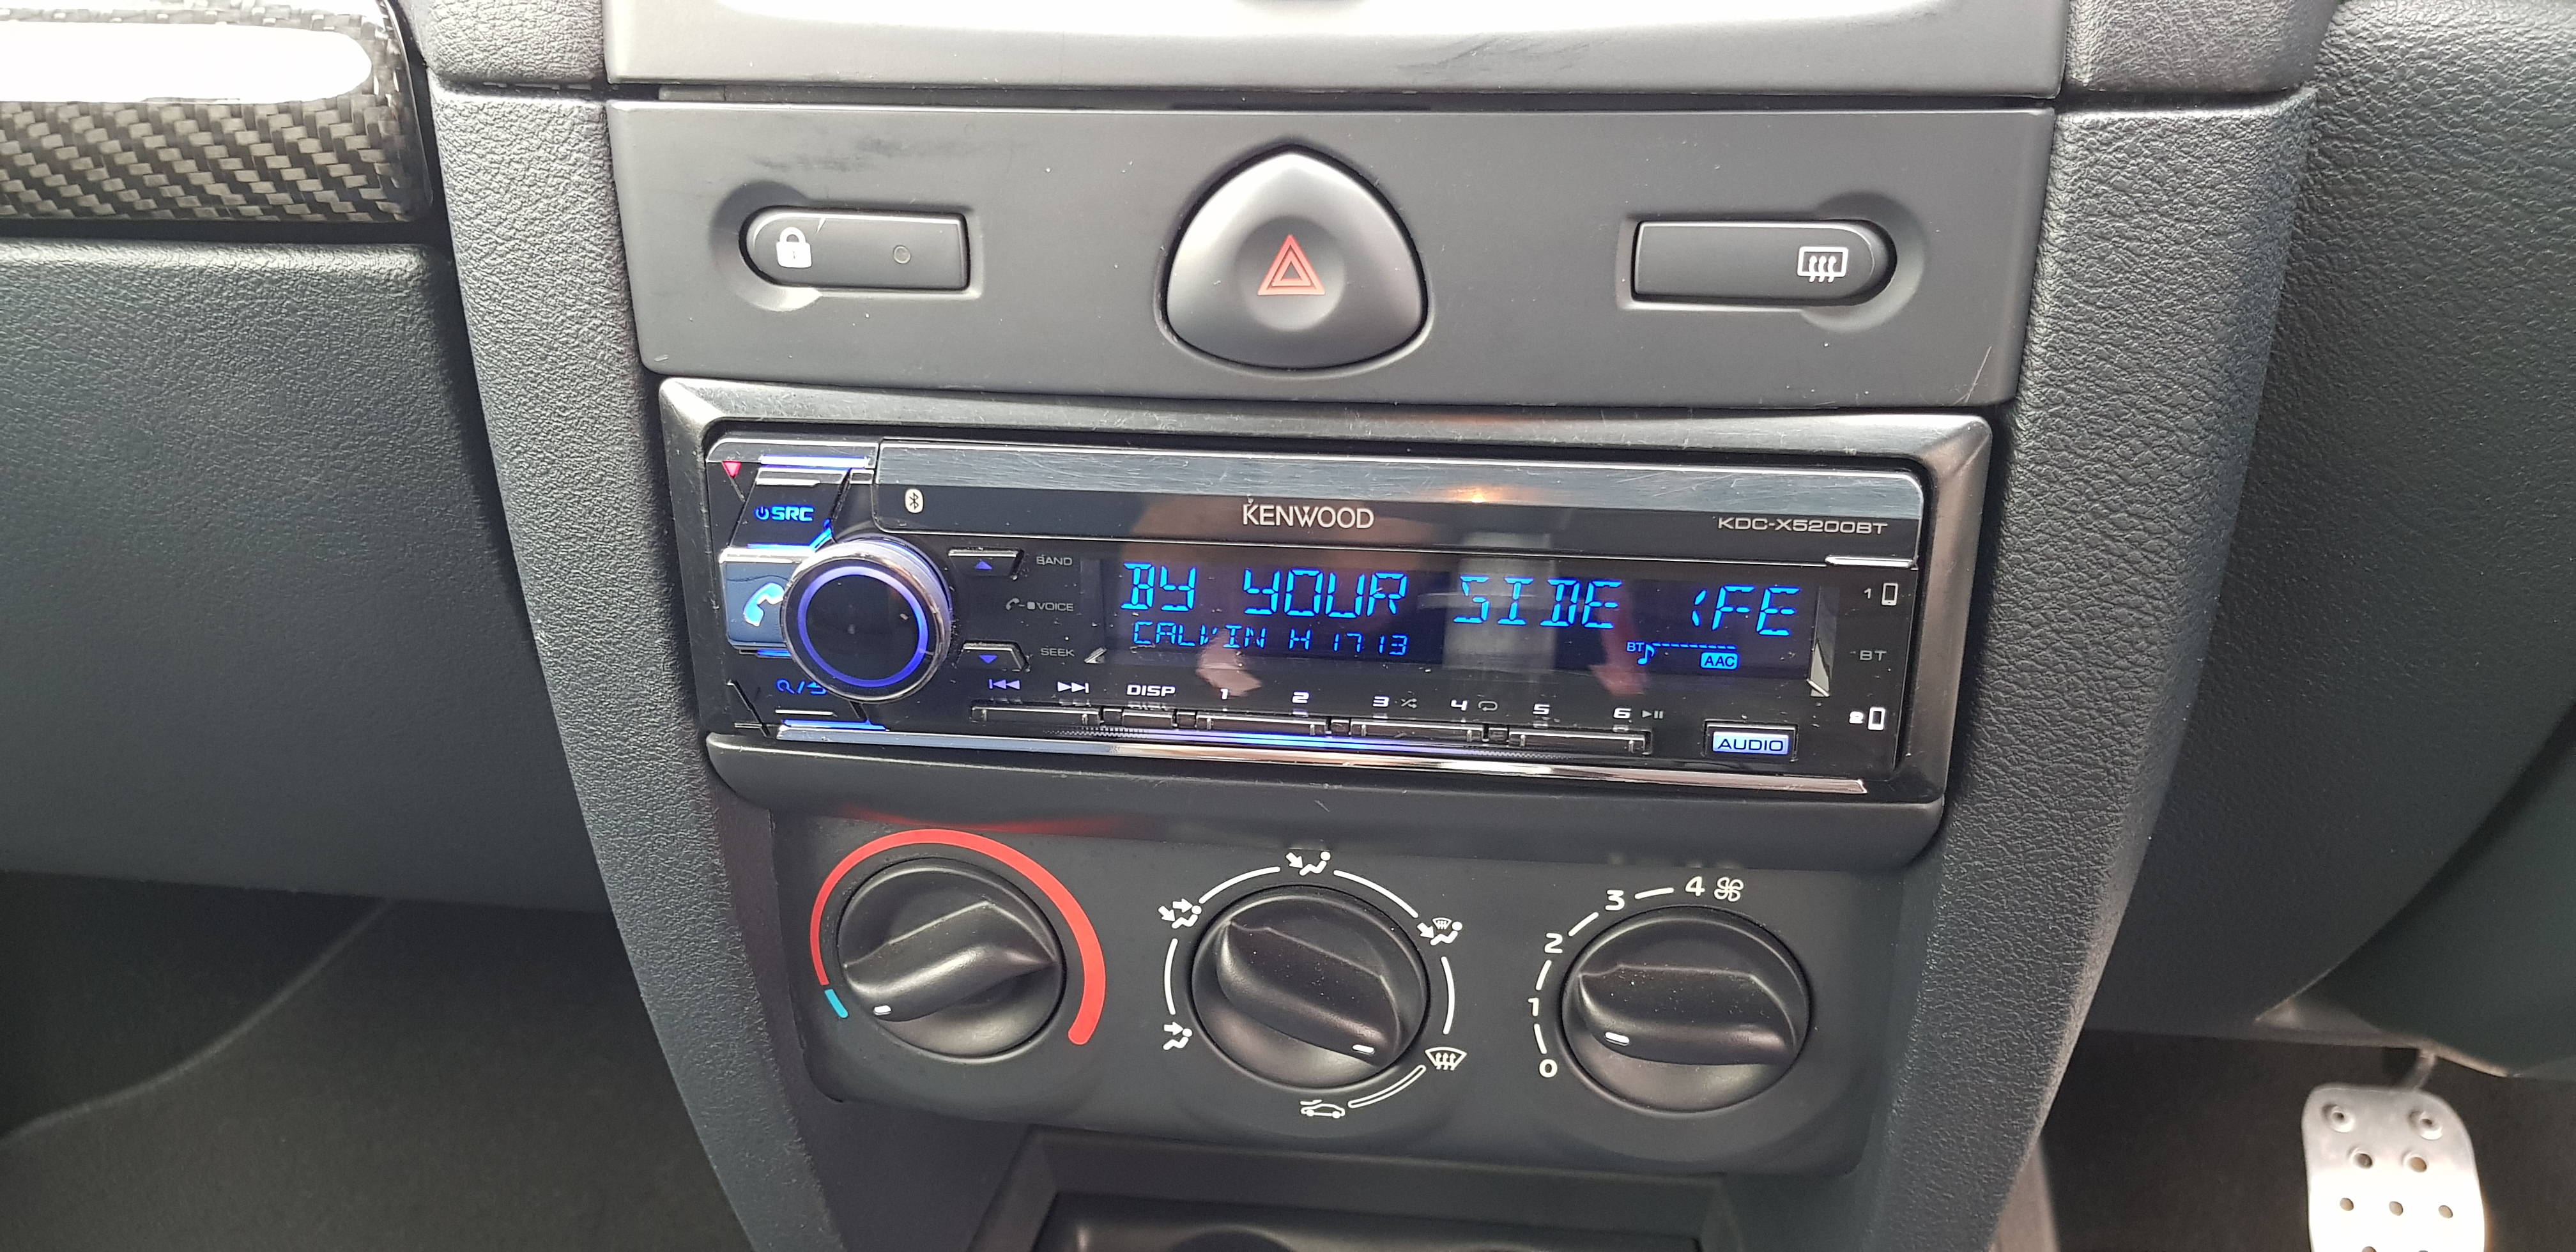 KENWOOD
KDC-X5200BT
SRC
BAND
VOICE
SEEK
BY YOUR SIDE (FE
CALVIN H 17 13
BT
AAC
1
BT
2
DISP 1 2 3 4 5 6
AUDIO
0 1 2 3 4